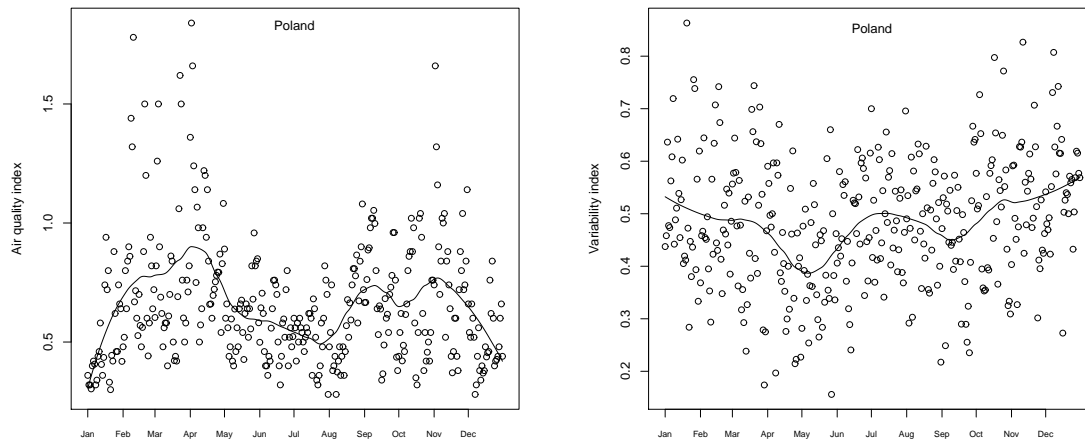 Poland
Air quality index
1.5
1.0
0.5
Jan Feb Mar Apr May Jun Jul Aug Sep Oct Nov Dec
Poland
Variability index
0.8
0.7
0.6
0.5
0.4
0.3
0.2
Jan Feb Mar Apr May Jun Jul Aug Sep Oct Nov Dec